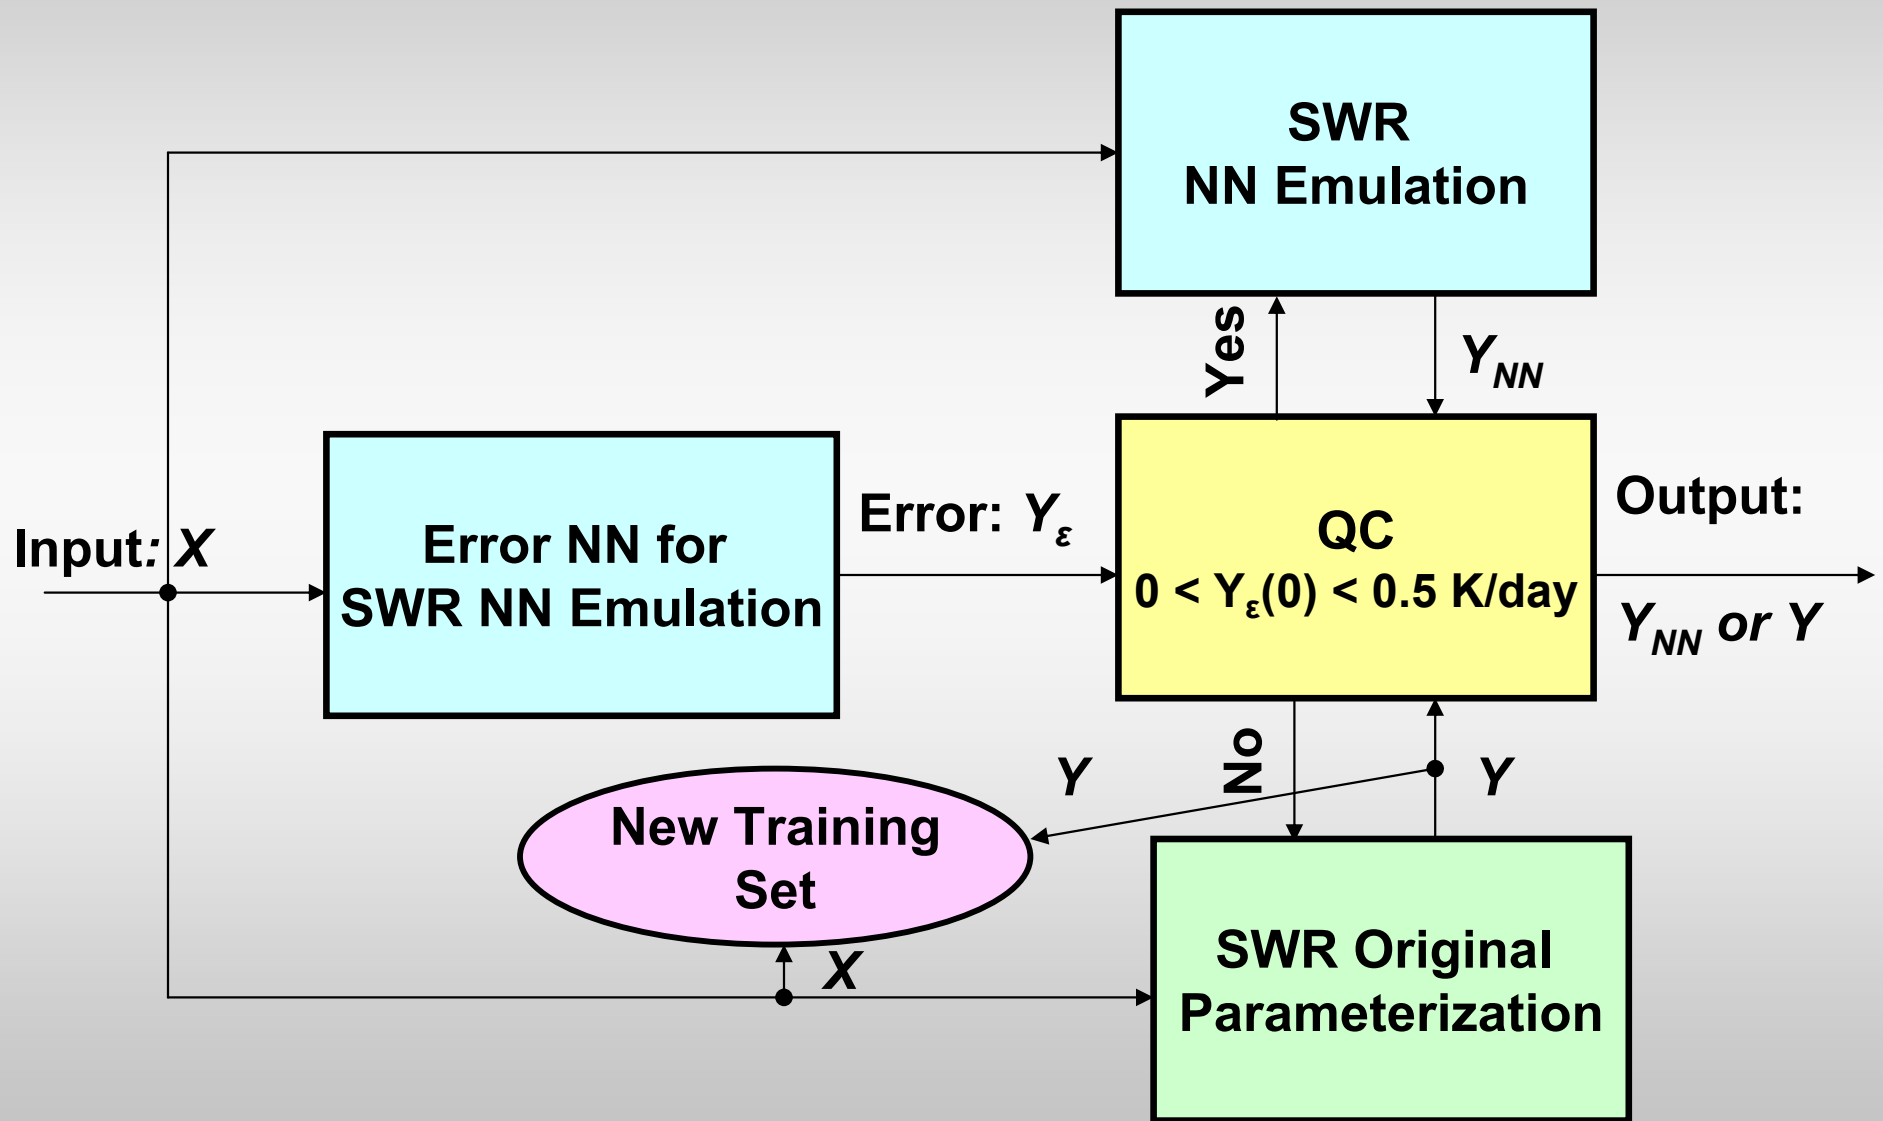 SWR
NN Emulation
Yes
Y_NN
Input: X
Error NN for
SWR NN Emulation
Error: Y_ε
QC
0 < Y_ε(0) < 0.5 K/day
Output:
Y_NN or Y
No
Y
Y
New Training
Set
X
SWR Original
Parameterization